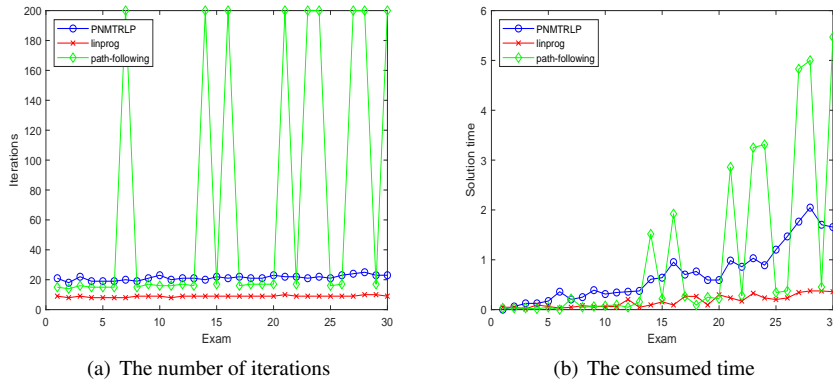 200
180
160
140
120
100
80
60
40
20
0
Iterations
0
5
10
15
20
25
30
Exam
PNMTRLP
linprog
path-following
(a) The number of iterations
6
5
4
3
2
1
0
Solution time
0
5
10
15
20
25
30
Exam
PNMTRLP
linprog
path-following
(b) The consumed time